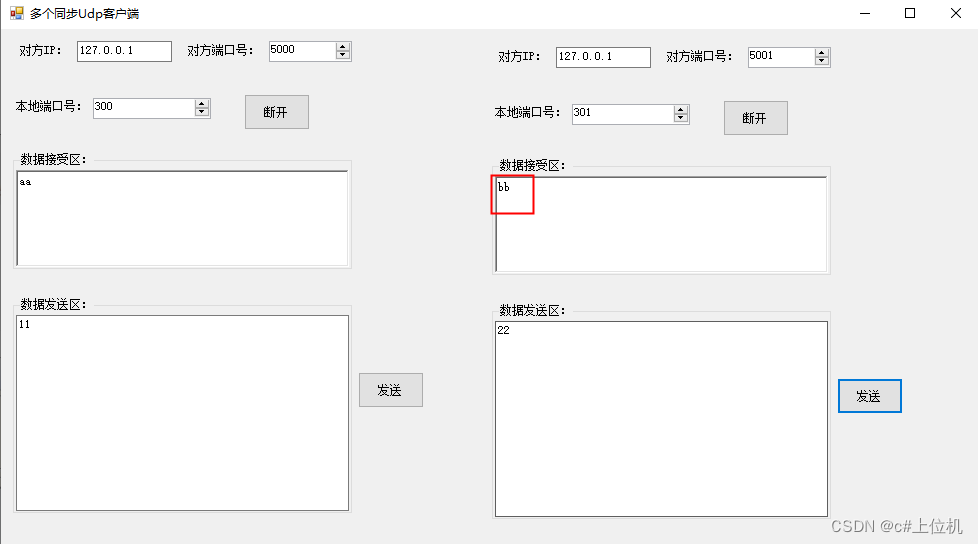 多个同步Udp客户端
对方IP： 127.0.0.1 对方端口号： 5000
本地端口号： 300 断开
数据接受区：
aa
数据发送区：
11
发送
对方IP： 127.0.0.1 对方端口号： 5001
本地端口号： 301 断开
数据接受区：
bb
数据发送区：
22
发送
CSDN @c#上位机